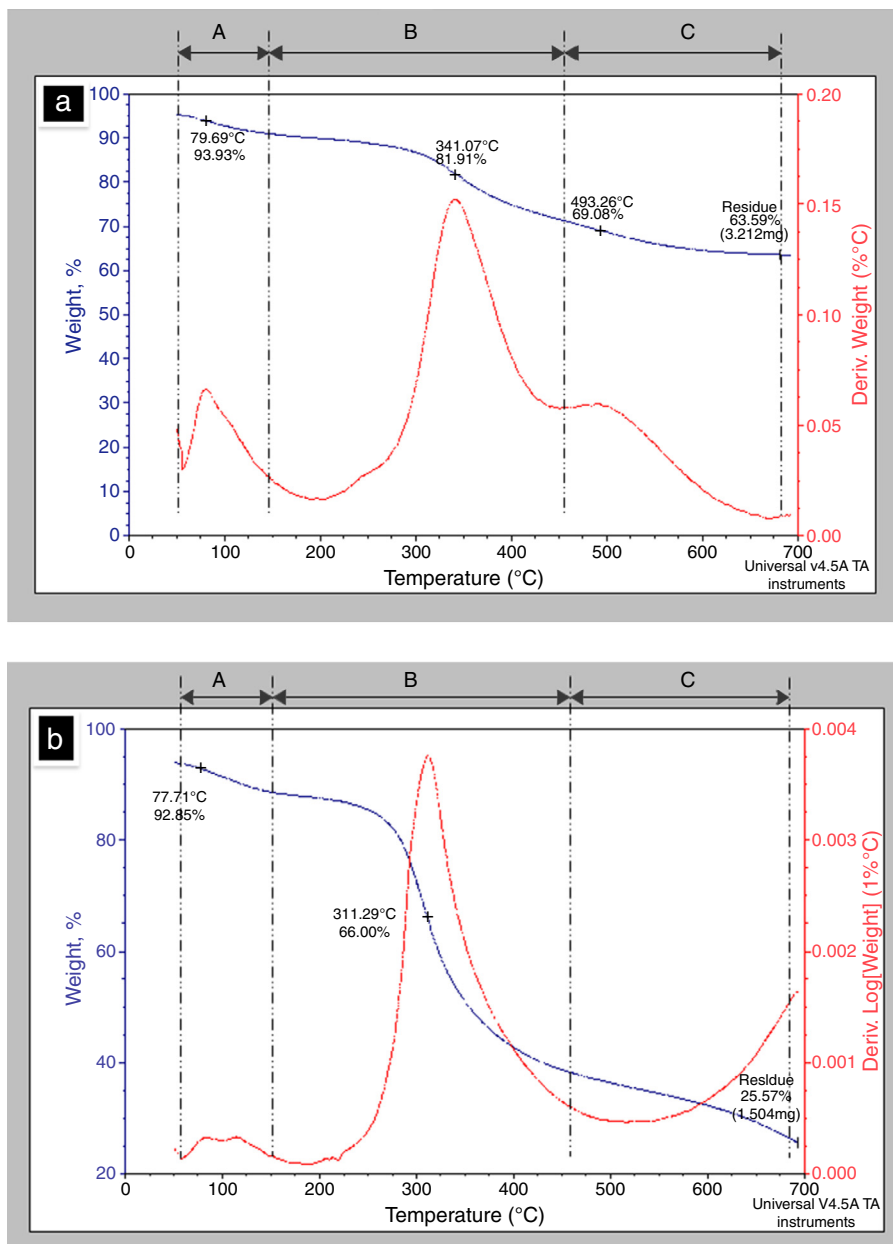 A B C
a
100
90
80
70
60
50
40
30
20
10
0
Weight, %
79.69°C
93.93%
341.07°C
81.91%
493.26°C
69.08%
Residue
63.59%
(3.212mg)
0.20
0.15
0.10
0.05
0.00
Deriv. Weight (%°C)
0 100 200 300 400 500 600 700
Temperature (°C)
Universal v4.5A TA
instruments
A B C
b
100
80
60
40
20
Weight, %
77.71°C
92.85%
311.29°C
66.00%
Residue
25.57%
(1.504mg)
0.004
0.003
0.002
0.001
0.000
Deriv. Log[Weight] (1%°C)
0 100 200 300 400 500 600 700
Temperature (°C)
Universal V4.5A TA
instruments